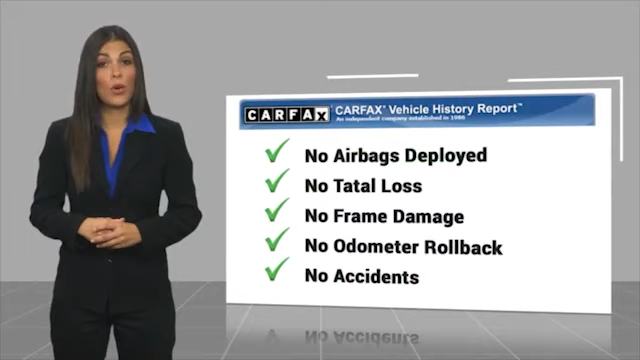 CARFAX CARFAX® Vehicle History Report™
An independent company established in 1986
No Airbags Deployed
No Tatal Loss
No Frame Damage
No Odometer Rollback
No Accidents